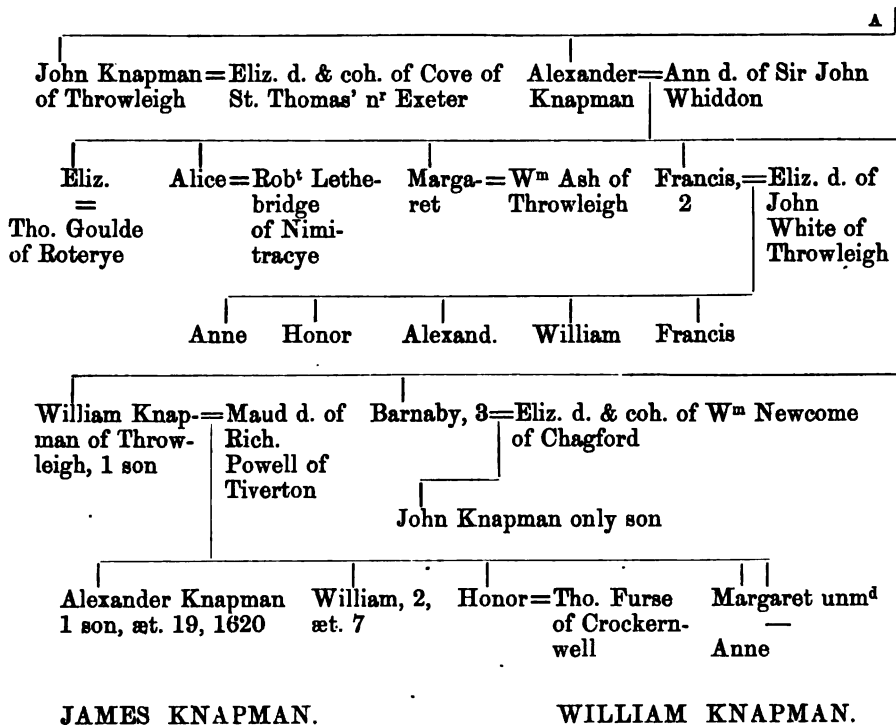 A
John Knapman = Eliz. d. & coh. of Cove of Alexander = Ann d. of Sir John
of Throwleigh St. Thomas' nʳ Exeter Knapman Whiddon
Eliz. Alice = Robᵗ Lethe- Marga- = Wᵐ Ash of Francis, = Eliz. d. of
= bridge ret Throwleigh 2 John
Tho. Goulde of Nimi- White of
of Roterye tracye Throwleigh
Anne Honor Alexand. William Francis
William Knap- = Maud d. of Barnaby, 3 = Eliz. d. & coh. of Wᵐ Newcome
man of Throw- Rich. of Chagford
leigh, 1 son Powell of
Tiverton
John Knapman only son
Alexander Knapman William, 2, Honor = Tho. Furse Margaret unmᵈ
1 son, æt. 19, 1620 æt. 7 of Crockern- —
well Anne
JAMES KNAPMAN. WILLIAM KNAPMAN.